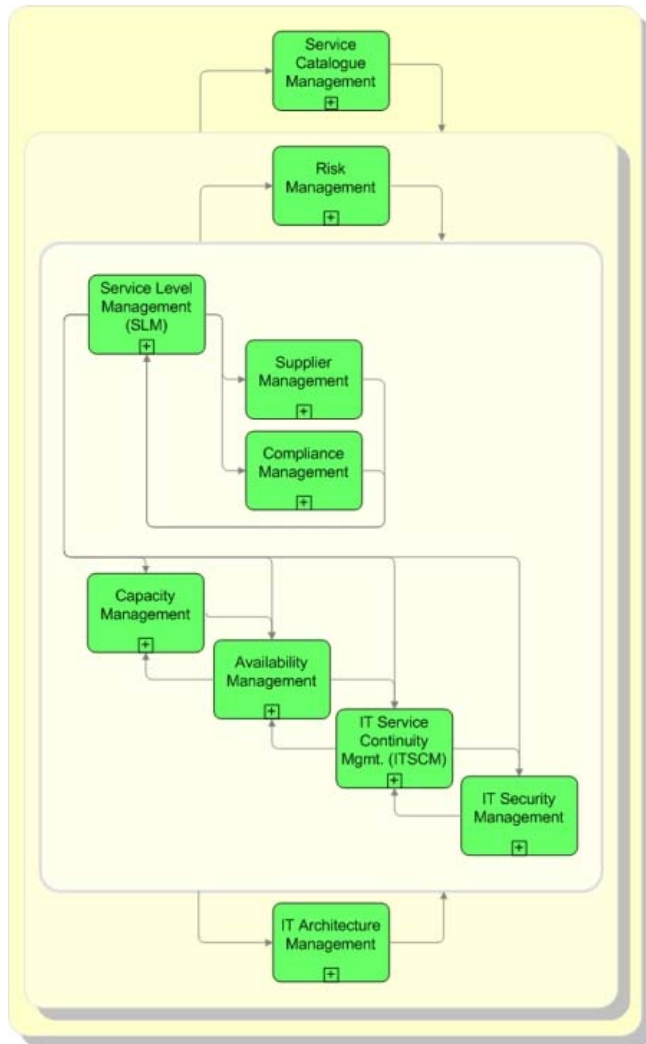 Service
Catalogue
Management
Risk
Management
Service Level
Management
(SLM)
Supplier
Management
Compliance
Management
Capacity
Management
Availability
Management
IT Service
Continuity
Mgmt. (ITSCM)
IT Security
Management
IT Architecture
Management